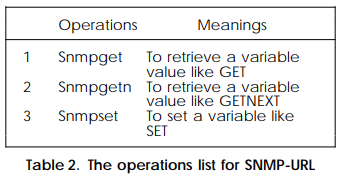 Operations Meanings
1 Snmpget To retrieve a variable
value like GET
2 Snmpgetn To retrieve a variable
value like GETNEXT
3 Snmpset To set a variable like
SET
Table 2. The operations list for SNMP-URL